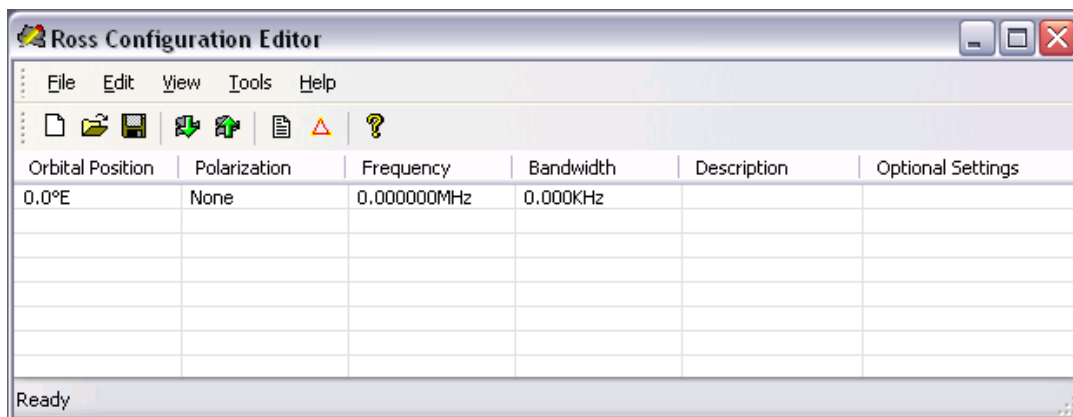 Ross Configuration Editor
File Edit View Tools Help
Orbital Position Polarization Frequency Bandwidth Description Optional Settings
0.0°E None 0.000000MHz 0.000KHz
Ready